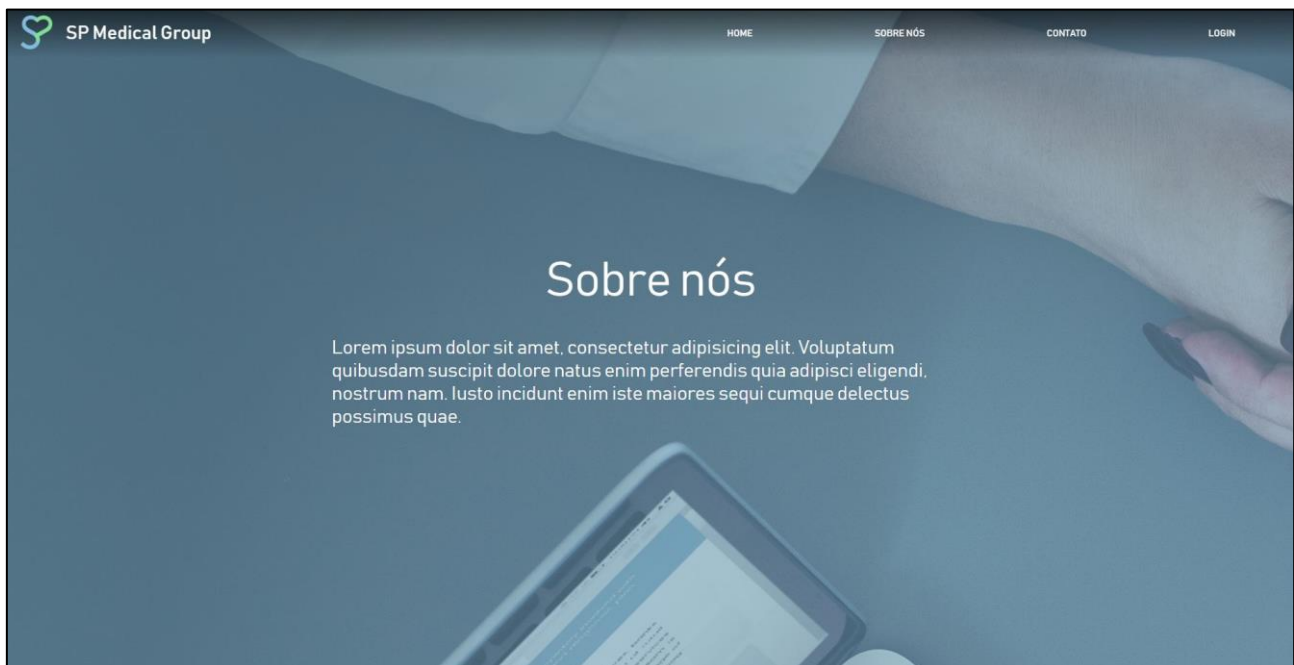 SP Medical Group
HOME
SOBRE NÓS
CONTATO
LOGIN
Sobre nós
Lorem ipsum dolor sit amet, consectetur adipisicing elit. Voluptatum
quibusdam suscipit dolore natus enim perferendis quia adipisci eligendi,
nostrum nam. Iusto incidunt enim iste maiores sequi cumque delectus
possimus quae.